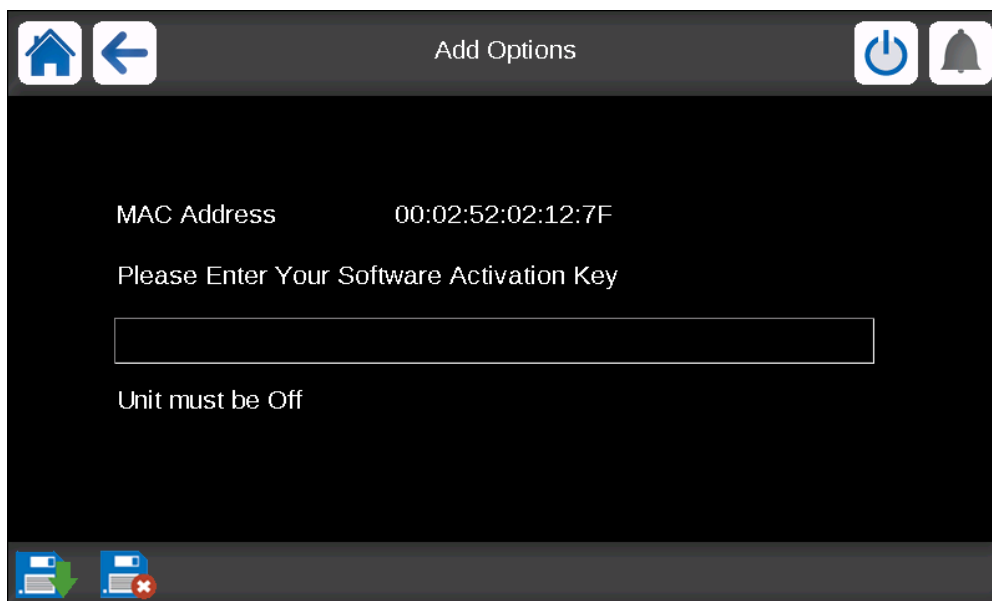 Add Options
MAC Address 00:02:52:02:12:7F
Please Enter Your Software Activation Key
Unit must be Off